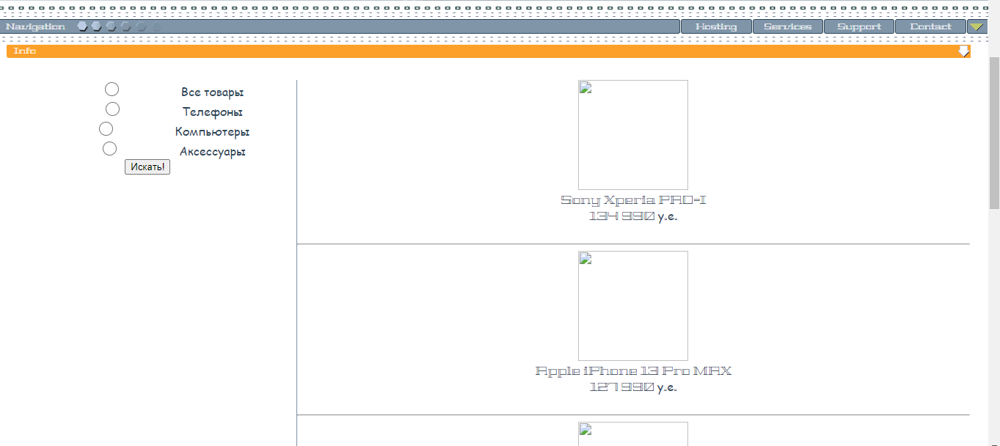 Navigation
Hosting
Services
Support
Contact
Info
Все товары
Телефоны
Компьютеры
Аксессуары
Искать!
Sony Xperia PRO-I
134 990 у.е.
Apple iPhone 13 Pro MAX
127 990 у.е.